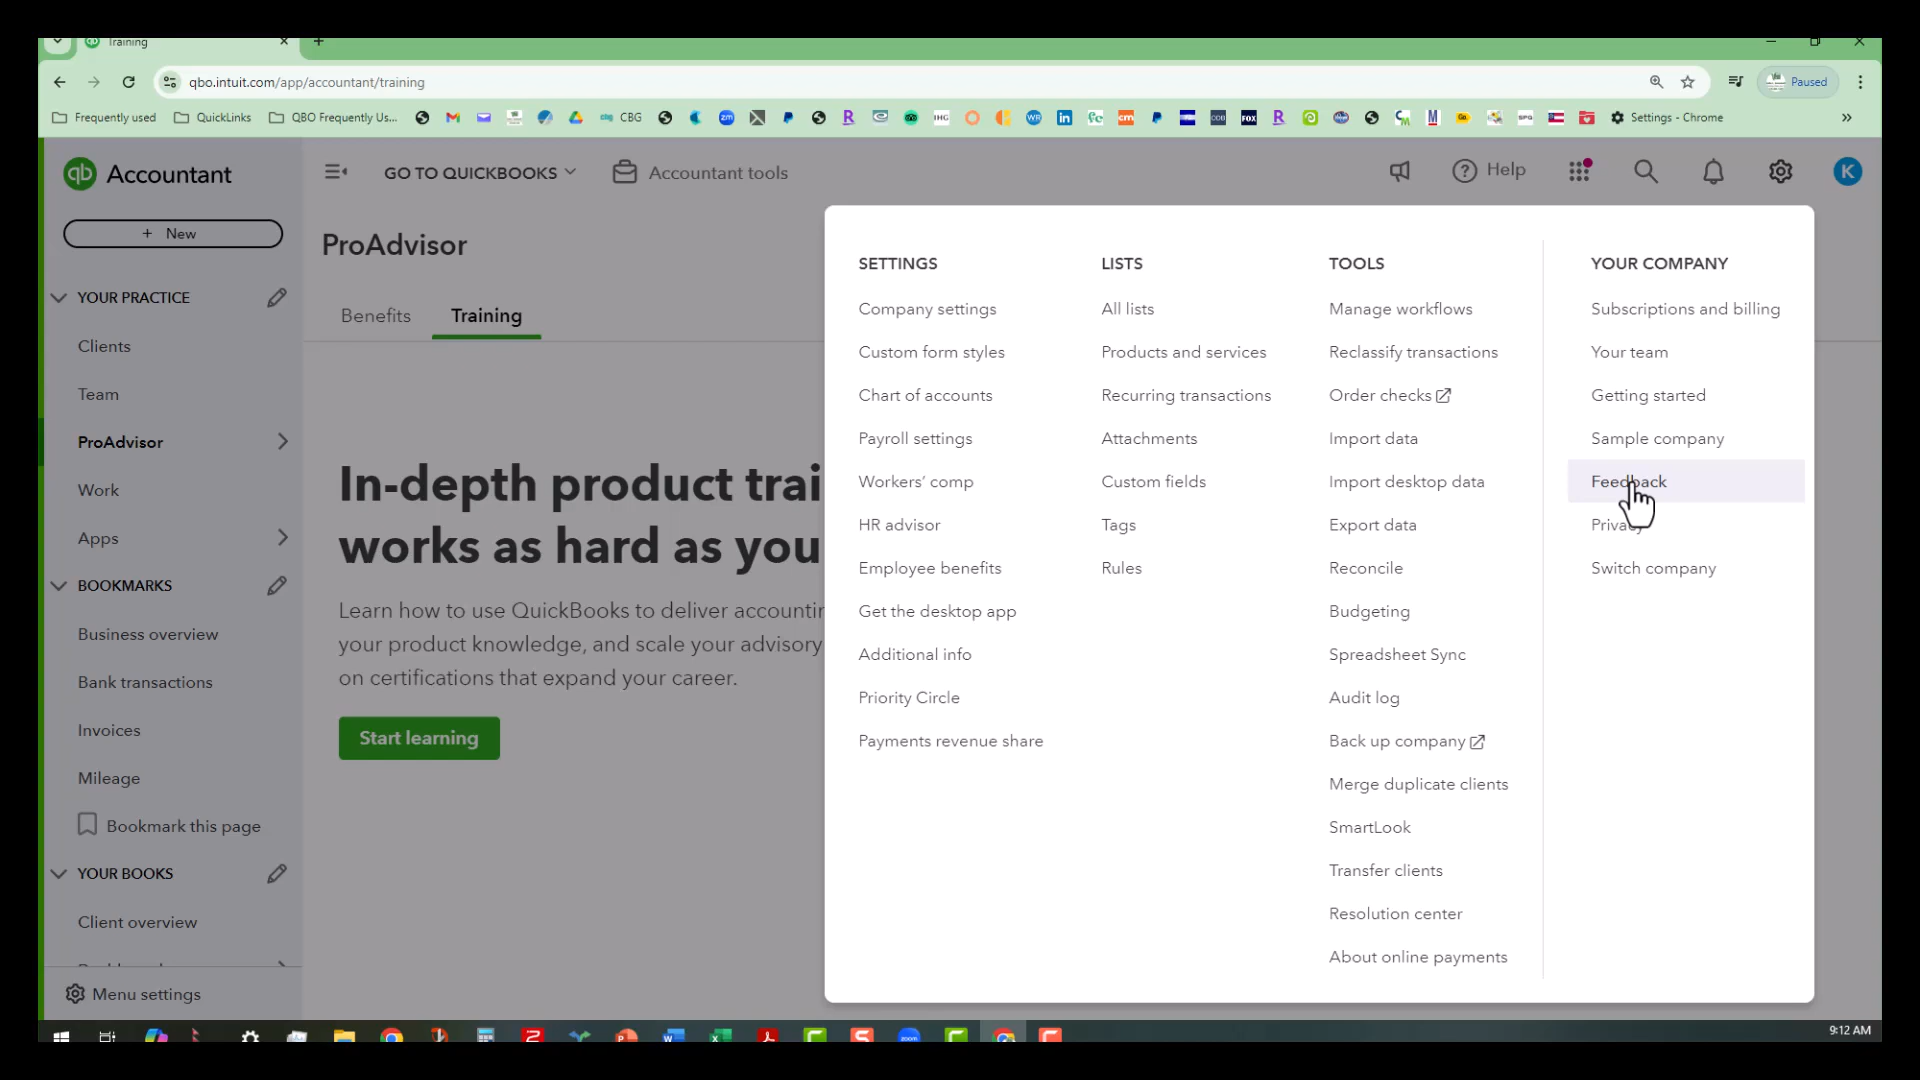 Training
qbo.intuit.com/app/accountant/training
Paused
Frequently used
QuickLinks
QBO Frequently Us...
CBG
Settings - Chrome
qb Accountant
GO TO QUICKBOOKS
Accountant tools
Help
K
+ New
ProAdvisor
Benefits
Training
YOUR PRACTICE
Clients
Team
ProAdvisor
Work
Apps
BOOKMARKS
Business overview
Bank transactions
Invoices
Mileage
Bookmark this page
YOUR BOOKS
Client overview
Menu settings
In-depth product trai
works as hard as you
Learn how to use QuickBooks to deliver accountin
your product knowledge, and scale your advisory
on certifications that expand your career.
Start learning
SETTINGS
Company settings
Custom form styles
Chart of accounts
Payroll settings
Workers' comp
HR advisor
Employee benefits
Get the desktop app
Additional info
Priority Circle
Payments revenue share
LISTS
All lists
Products and services
Recurring transactions
Attachments
Custom fields
Tags
Rules
TOOLS
Manage workflows
Reclassify transactions
Order checks
Import data
Import desktop data
Export data
Reconcile
Budgeting
Spreadsheet Sync
Audit log
Back up company
Merge duplicate clients
SmartLook
Transfer clients
Resolution center
About online payments
YOUR COMPANY
Subscriptions and billing
Your team
Getting started
Sample company
Feedback
Privacy
Switch company
9:12 AM